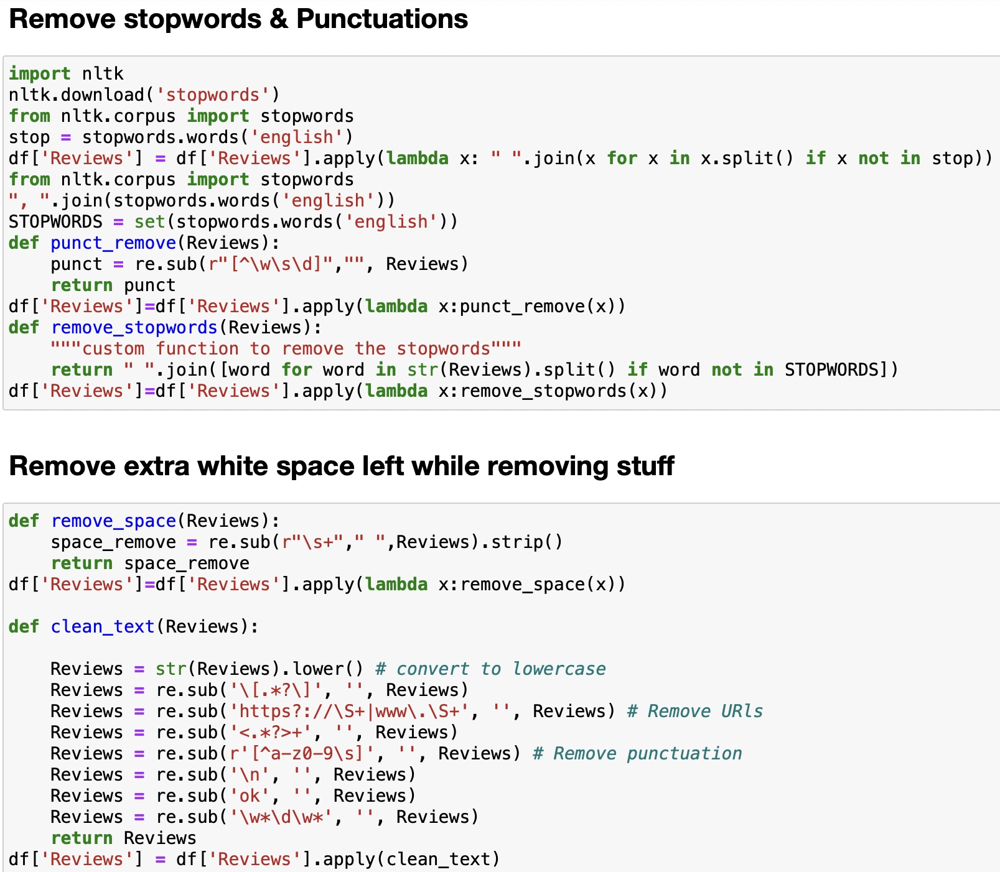 Remove stopwords & Punctuations
import nltk
nltk.download('stopwords')
from nltk.corpus import stopwords
stop = stopwords.words('english')
df['Reviews'] = df['Reviews'].apply(lambda x: " ".join(x for x in x.split() if x not in stop))
from nltk.corpus import stopwords
", ".join(stopwords.words('english'))
STOPWORDS = set(stopwords.words('english'))
def punct_remove(Reviews):
    punct = re.sub(r"[^\w\s\d]","", Reviews)
    return punct
df['Reviews']=df['Reviews'].apply(lambda x:punct_remove(x))
def remove_stopwords(Reviews):
    """custom function to remove the stopwords"""
    return " ".join([word for word in str(Reviews).split() if word not in STOPWORDS])
df['Reviews']=df['Reviews'].apply(lambda x:remove_stopwords(x))
Remove extra white space left while removing stuff
def remove_space(Reviews):
    space_remove = re.sub(r"\s+"," ",Reviews).strip()
    return space_remove
df['Reviews']=df['Reviews'].apply(lambda x:remove_space(x))
def clean_text(Reviews):
    Reviews = str(Reviews).lower() # convert to lowercase
    Reviews = re.sub('\[.*?\]', '', Reviews)
    Reviews = re.sub('https?://\S+|www\.\S+', '', Reviews) # Remove URls
    Reviews = re.sub('<.*?>+', '', Reviews)
    Reviews = re.sub(r'[^a-z0-9\s]', '', Reviews) # Remove punctuation
    Reviews = re.sub('\n', '', Reviews)
    Reviews = re.sub('ok', '', Reviews)
    Reviews = re.sub('\w*\d\w*', '', Reviews)
    return Reviews
df['Reviews'] = df['Reviews'].apply(clean_text)